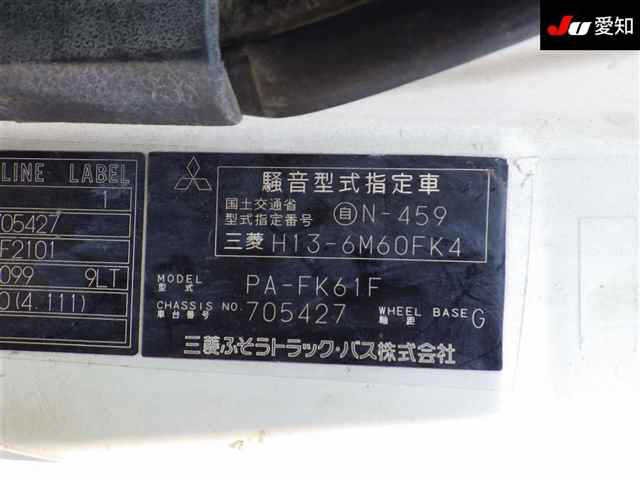 JU 愛知
LINE LABEL
1
705427
F2101
099 9LT
0(4.111)
騒音型式指定車
国土交通省
型式指定番号 自N-459
三菱 H13-6M60FK4
MODEL
型式 PA-FK61F
CHASSIS NO.
車台番号 705427 WHEEL BASE
軸距 G
三菱ふそうトラック・バス株式会社